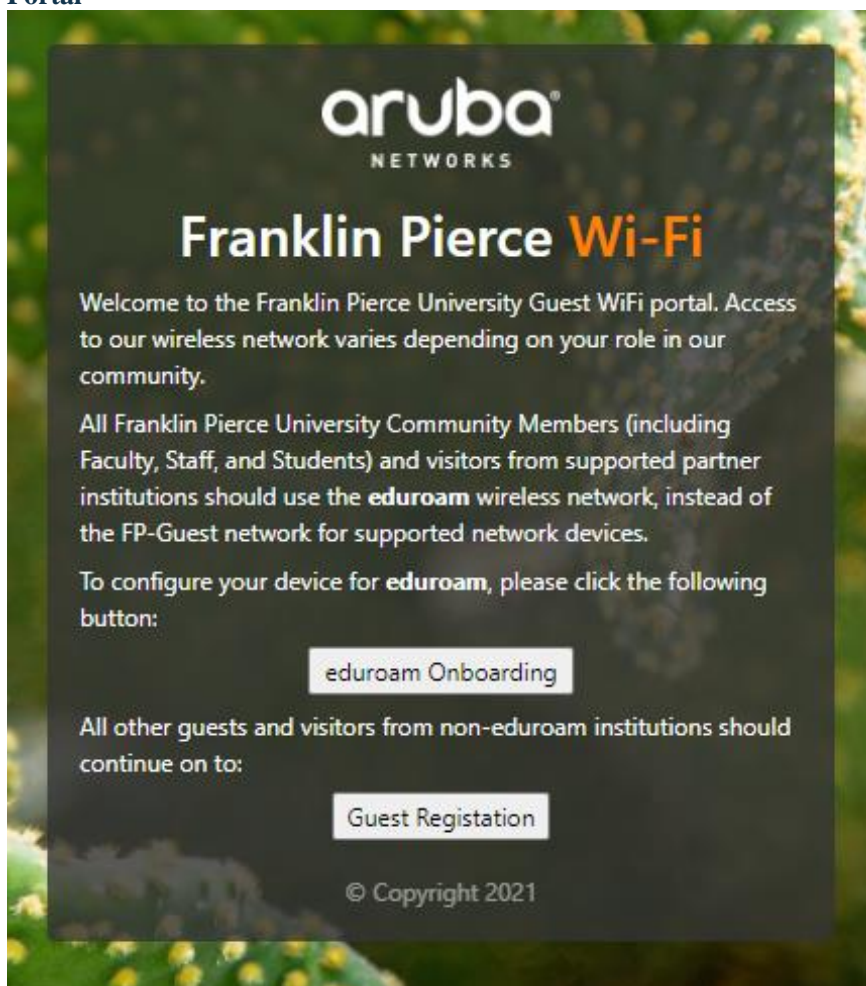 Portal
aruba
NETWORKS
Franklin Pierce Wi-Fi
Welcome to the Franklin Pierce University Guest WiFi portal. Access
to our wireless network varies depending on your role in our
community.
All Franklin Pierce University Community Members (including
Faculty, Staff, and Students) and visitors from supported partner
institutions should use the eduroam wireless network, instead of
the FP-Guest network for supported network devices.
To configure your device for eduroam, please click the following
button:
eduroam Onboarding
All other guests and visitors from non-eduroam institutions should
continue on to:
Guest Registation
© Copyright 2021